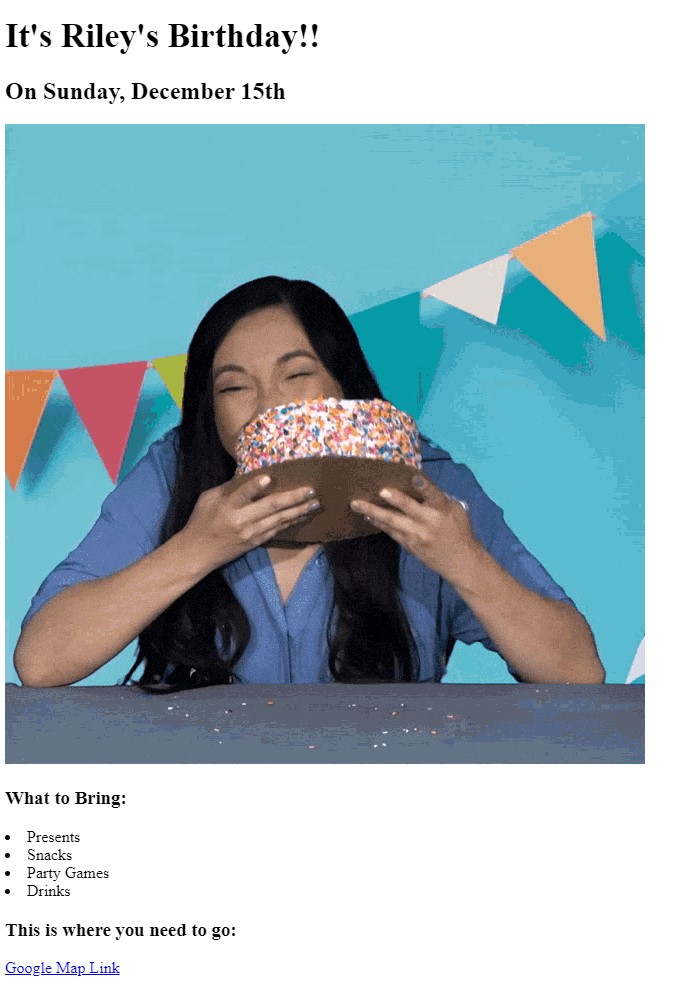 It's Riley's Birthday!!
On Sunday, December 15th
What to Bring:
Presents
Snacks
Party Games
Drinks
This is where you need to go:
Google Map Link